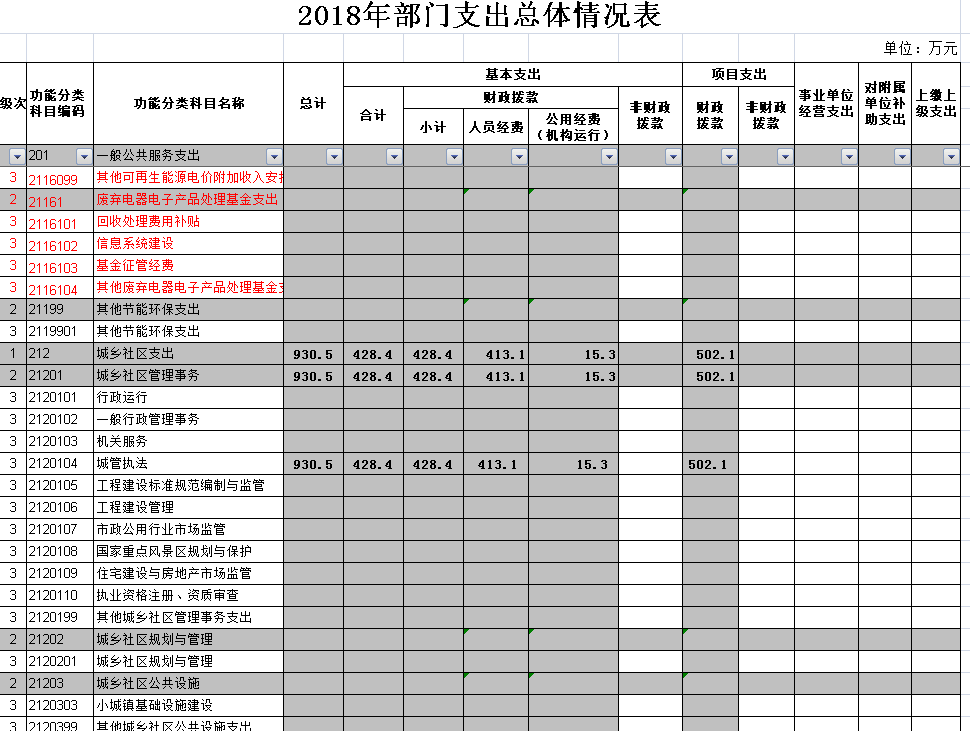 2018年部门支出总体情况表
单位：万元
级次 功能分类科目编码 功能分类科目名称 总计 基本支出 项目支出 事业单位经营支出 对附属单位补助支出 上缴上级支出
合计 财政拨款 非财政拨款 财政拨款 非财政拨款
小计 人员经费 公用经费（机构运行）
201 一般公共服务支出
3 2116099 其他可再生能源电价附加收入安排
2 21161 废弃电器电子产品处理基金支出
3 2116101 回收处理费用补贴
3 2116102 信息系统建设
3 2116103 基金征管经费
3 2116104 其他废弃电器电子产品处理基金支
2 21199 其他节能环保支出
3 2119901 其他节能环保支出
1 212 城乡社区支出 930.5 428.4 428.4 413.1 15.3 502.1
2 21201 城乡社区管理事务 930.5 428.4 428.4 413.1 15.3 502.1
3 2120101 行政运行
3 2120102 一般行政管理事务
3 2120103 机关服务
3 2120104 城管执法 930.5 428.4 428.4 413.1 15.3 502.1
3 2120105 工程建设标准规范编制与监管
3 2120106 工程建设管理
3 2120107 市政公用行业市场监管
3 2120108 国家重点风景区规划与保护
3 2120109 住宅建设与房地产市场监管
3 2120110 执业资格注册、资质审查
3 2120199 其他城乡社区管理事务支出
2 21202 城乡社区规划与管理
3 2120201 城乡社区规划与管理
2 21203 城乡社区公共设施
3 2120303 小城镇基础设施建设
3 2120399 其他城乡社区公共设施支出